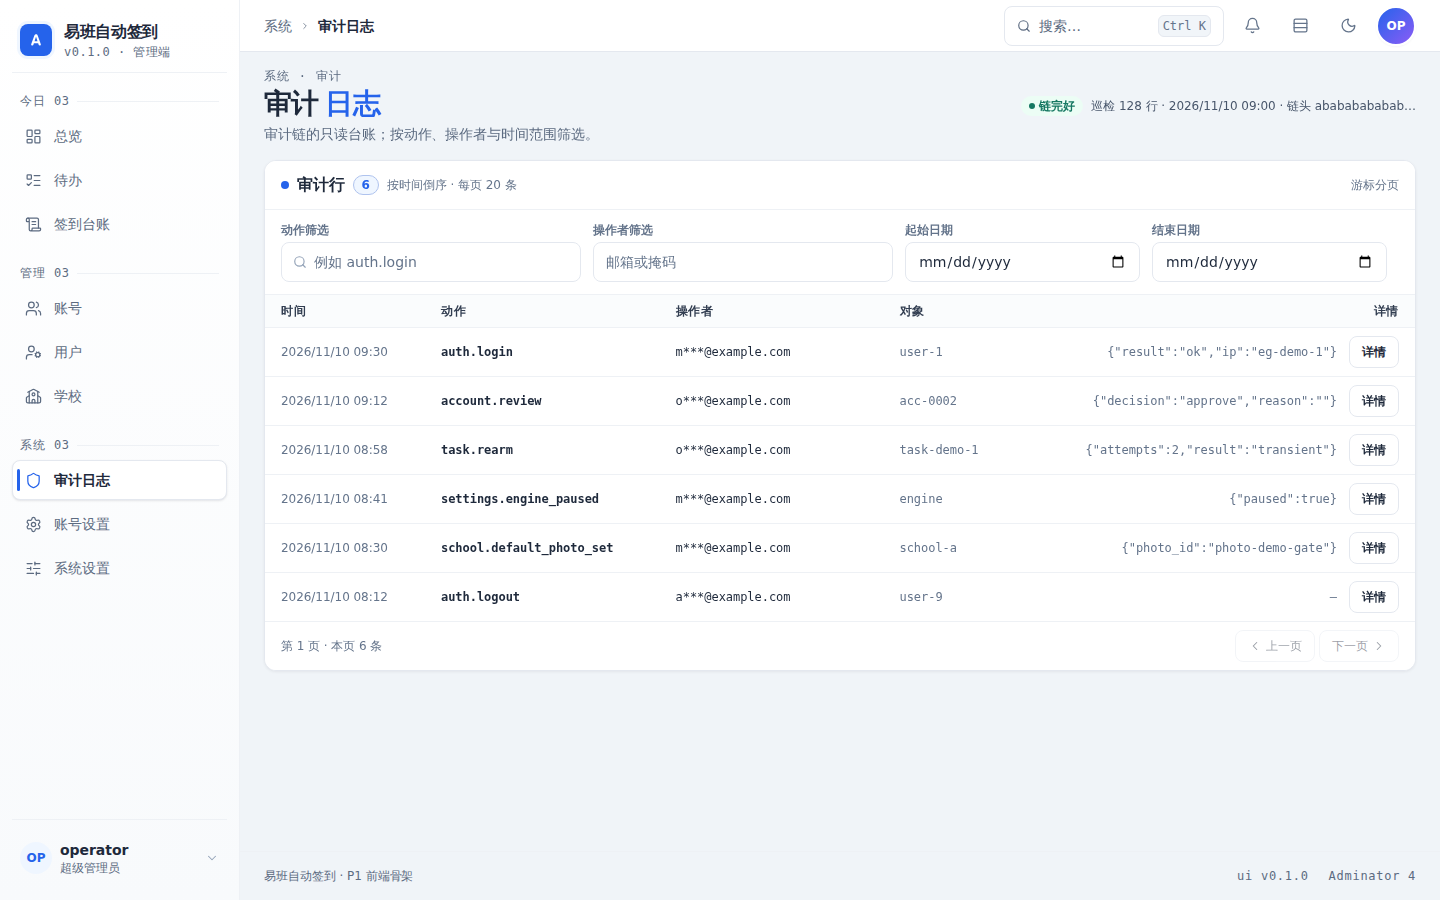 A
易班自动签到
v0.1.0 · 管理端
今日 03
总览
待办
签到台账
管理 03
账号
用户
学校
系统 03
审计日志
账号设置
系统设置
OP
operator
超级管理员
系统 › 审计日志
搜索… Ctrl K
OP
系统 · 审计
审计 日志
审计链的只读台账；按动作、操作者与时间范围筛选。
链完好 巡检 128 行 · 2026/11/10 09:00 · 链头 abababababab…
审计行 6 按时间倒序 · 每页 20 条 游标分页
动作筛选 操作者筛选 起始日期 结束日期
例如 auth.login 邮箱或掩码 mm/dd/yyyy mm/dd/yyyy
时间 动作 操作者 对象 详情
2026/11/10 09:30 auth.login m***@example.com user-1 {"result":"ok","ip":"eg-demo-1"} 详情
2026/11/10 09:12 account.review o***@example.com acc-0002 {"decision":"approve","reason":""} 详情
2026/11/10 08:58 task.rearm o***@example.com task-demo-1 {"attempts":2,"result":"transient"} 详情
2026/11/10 08:41 settings.engine_paused m***@example.com engine {"paused":true} 详情
2026/11/10 08:30 school.default_photo_set m***@example.com school-a {"photo_id":"photo-demo-gate"} 详情
2026/11/10 08:12 auth.logout a***@example.com user-9 — 详情
第 1 页 · 本页 6 条 上一页 下一页
易班自动签到 · P1 前端骨架 ui v0.1.0 Adminator 4